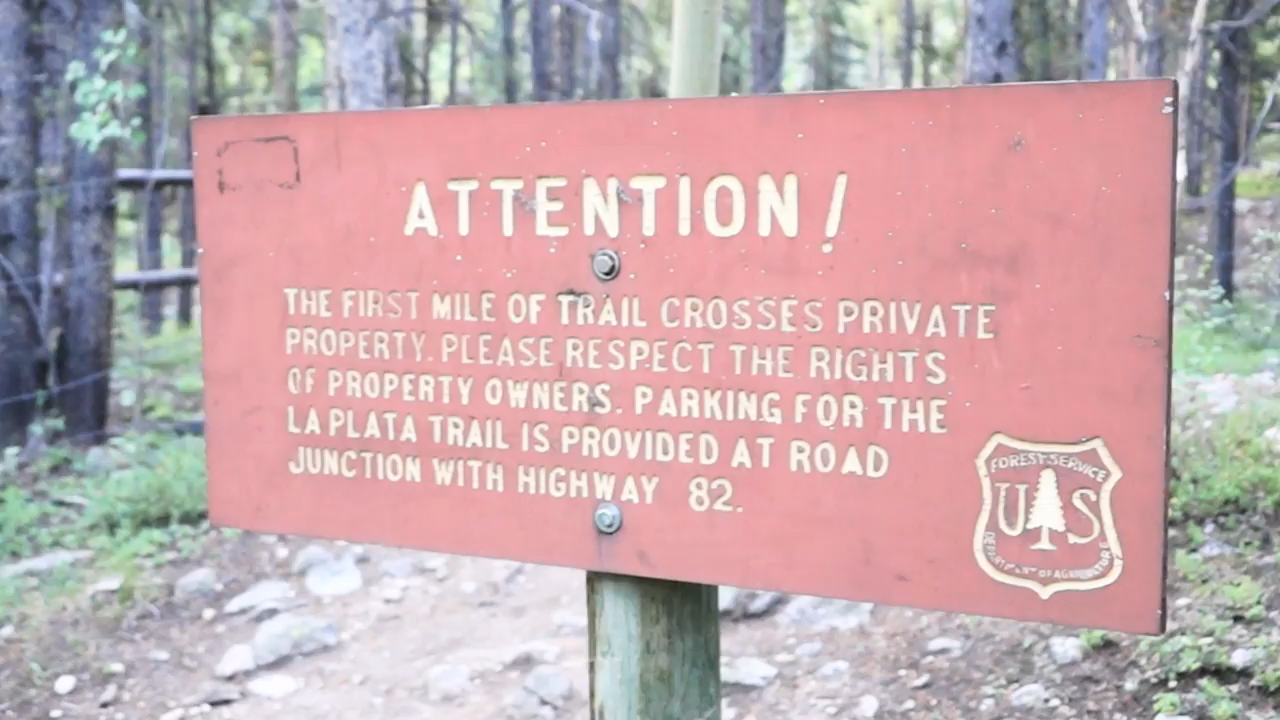 ATTENTION!
THE FIRST MILE OF TRAIL CROSSES PRIVATE
PROPERTY. PLEASE RESPECT THE RIGHTS
OF PROPERTY OWNERS. PARKING FOR THE
LA PLATA TRAIL IS PROVIDED AT ROAD
JUNCTION WITH HIGHWAY 82.
FOREST SERVICE
U S
DEPARTMENT OF AGRICULTURE